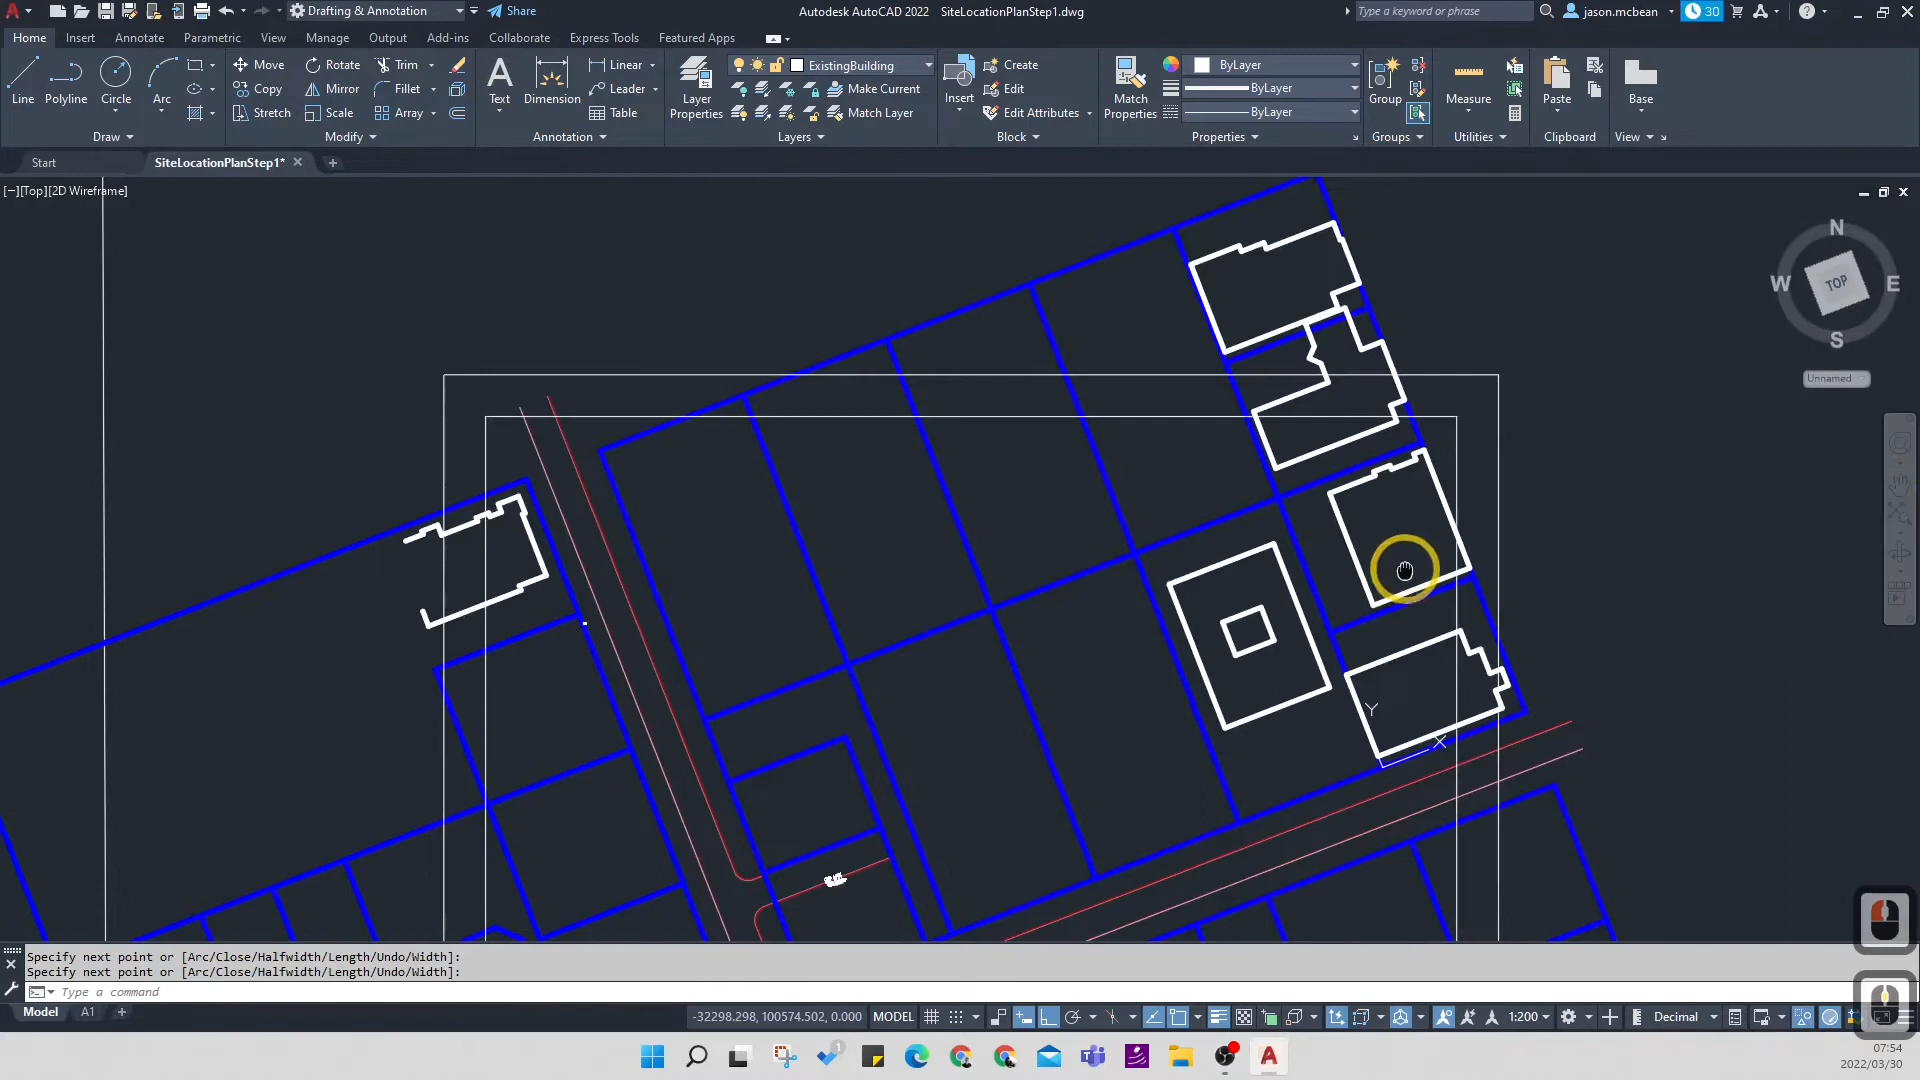 Drafting & Annotation
Share
Autodesk AutoCAD 2022 SiteLocationPlanStep1.dwg
Type a keyword or phrase
jason.mcbean
30
Home
Insert
Annotate
Parametric
View
Manage
Output
Add-ins
Collaborate
Express Tools
Featured Apps
Line
Polyline
Circle
Arc
Move
Copy
Stretch
Rotate
Mirror
Scale
Trim
Fillet
Array
Text
Dimension
Linear
Leader
Table
Layer
Properties
ExistingBuilding
Make Current
Match Layer
Insert
Create
Edit
Edit Attributes
Match
Properties
ByLayer
ByLayer
ByLayer
Group
Measure
Paste
Base
Draw
Modify
Annotation
Layers
Block
Properties
Groups
Utilities
Clipboard
View
Start
SiteLocationPlanStep1*
[−][Top][2D Wireframe]
N
W
TOP
E
S
Unnamed
Y
X
Specify next point or [Arc/Close/Halfwidth/Length/Undo/Width]:
Specify next point or [Arc/Close/Halfwidth/Length/Undo/Width]:
Type a command
Model
A1
-32298.298, 100574.502, 0.000
MODEL
1:200
Decimal
07:54
2022/03/30